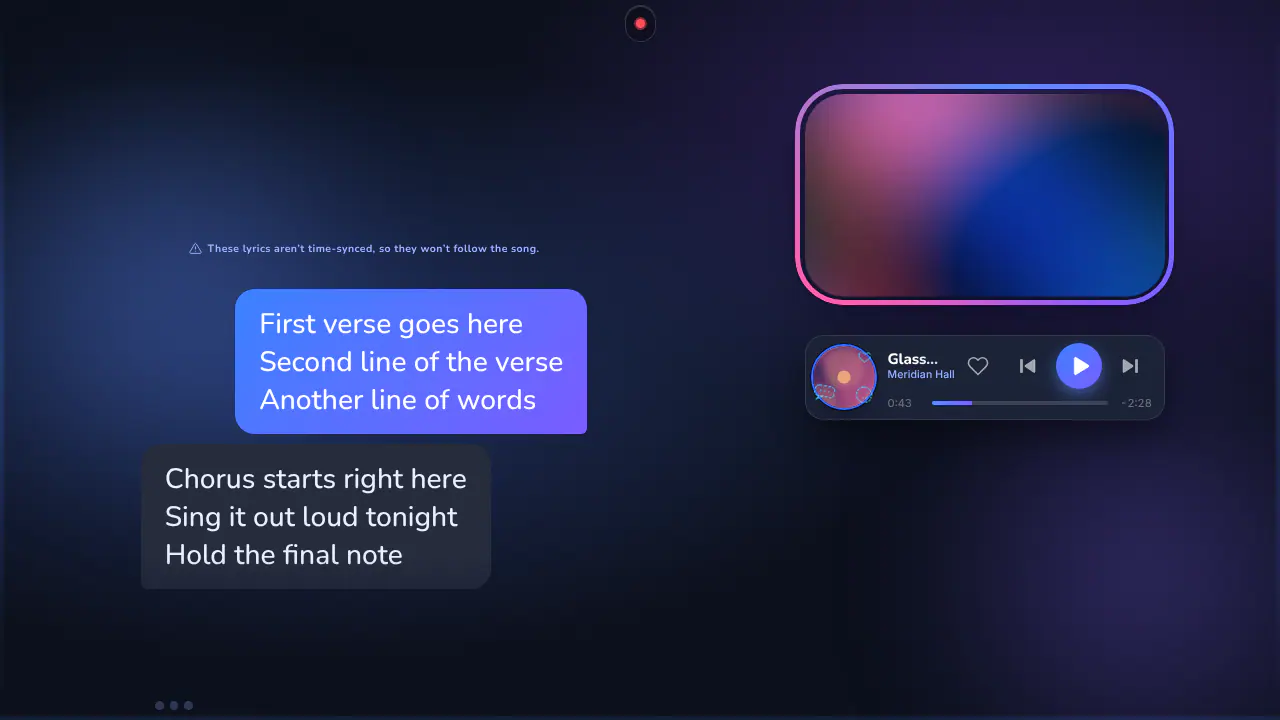 These lyrics aren't time-synced, so they won't follow the song.
First verse goes here
Second line of the verse
Another line of words
Chorus starts right here
Sing it out loud tonight
Hold the final note
Glass...
Meridian Hall
0:43
-2:28